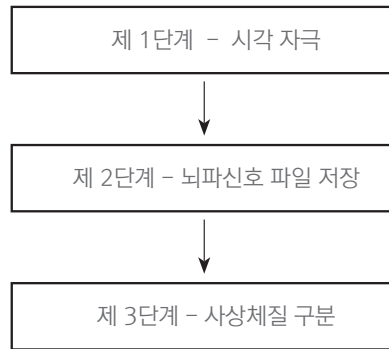 제 1단계 – 시각 자극
제 2단계 – 뇌파신호 파일 저장
제 3단계 – 사상체질 구분